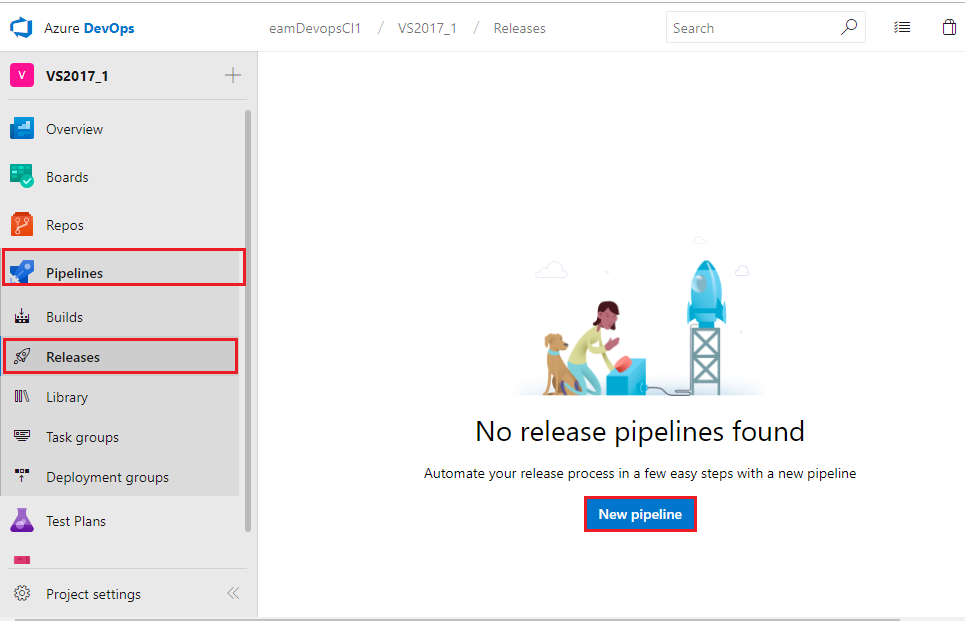 Azure DevOps
eamDevopsCI1 / VS2017_1 / Releases
Search
V VS2017_1
Overview
Boards
Repos
Pipelines
Builds
Releases
Library
Task groups
Deployment groups
Test Plans
Project settings
No release pipelines found
Automate your release process in a few easy steps with a new pipeline
New pipeline